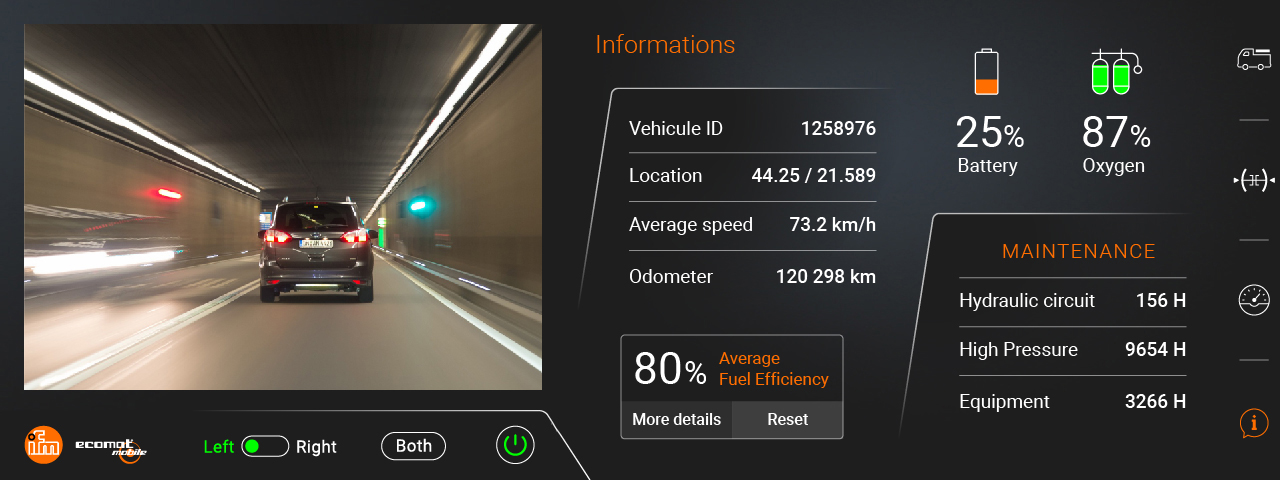 Informations
Vehicule ID 1258976
Location 44.25 / 21.589
Average speed 73.2 km/h
Odometer 120 298 km
80% Average
Fuel Efficiency
More details Reset
25% 87%
Battery Oxygen
MAINTENANCE
Hydraulic circuit 156 H
High Pressure 9654 H
Equipment 3266 H
ifm ecomat
mobile
Left Right Both
i